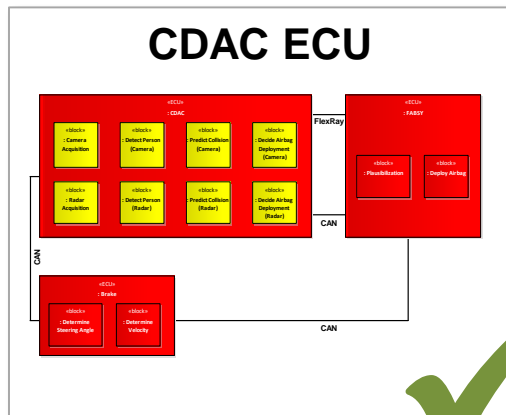 CDAC ECU
«ECU»
: CDAC
«block»
: Camera
Acquisition
«block»
: Detect Person
(Camera)
«block»
: Predict Collision
(Camera)
«block»
: Decide Airbag
Deployment
(Camera)
«block»
: Radar
Acquisition
«block»
: Detect Person
(Radar)
«block»
: Predict Collision
(Radar)
«block»
: Decide Airbag
Deployment
(Radar)
FlexRay
CAN
«ECU»
: FABSY
«block»
: Plausibilization
«block»
: Deploy Airbag
CAN
«ECU»
: Brake
«block»
: Determine
Steering Angle
«block»
: Determine
Velocity
CAN